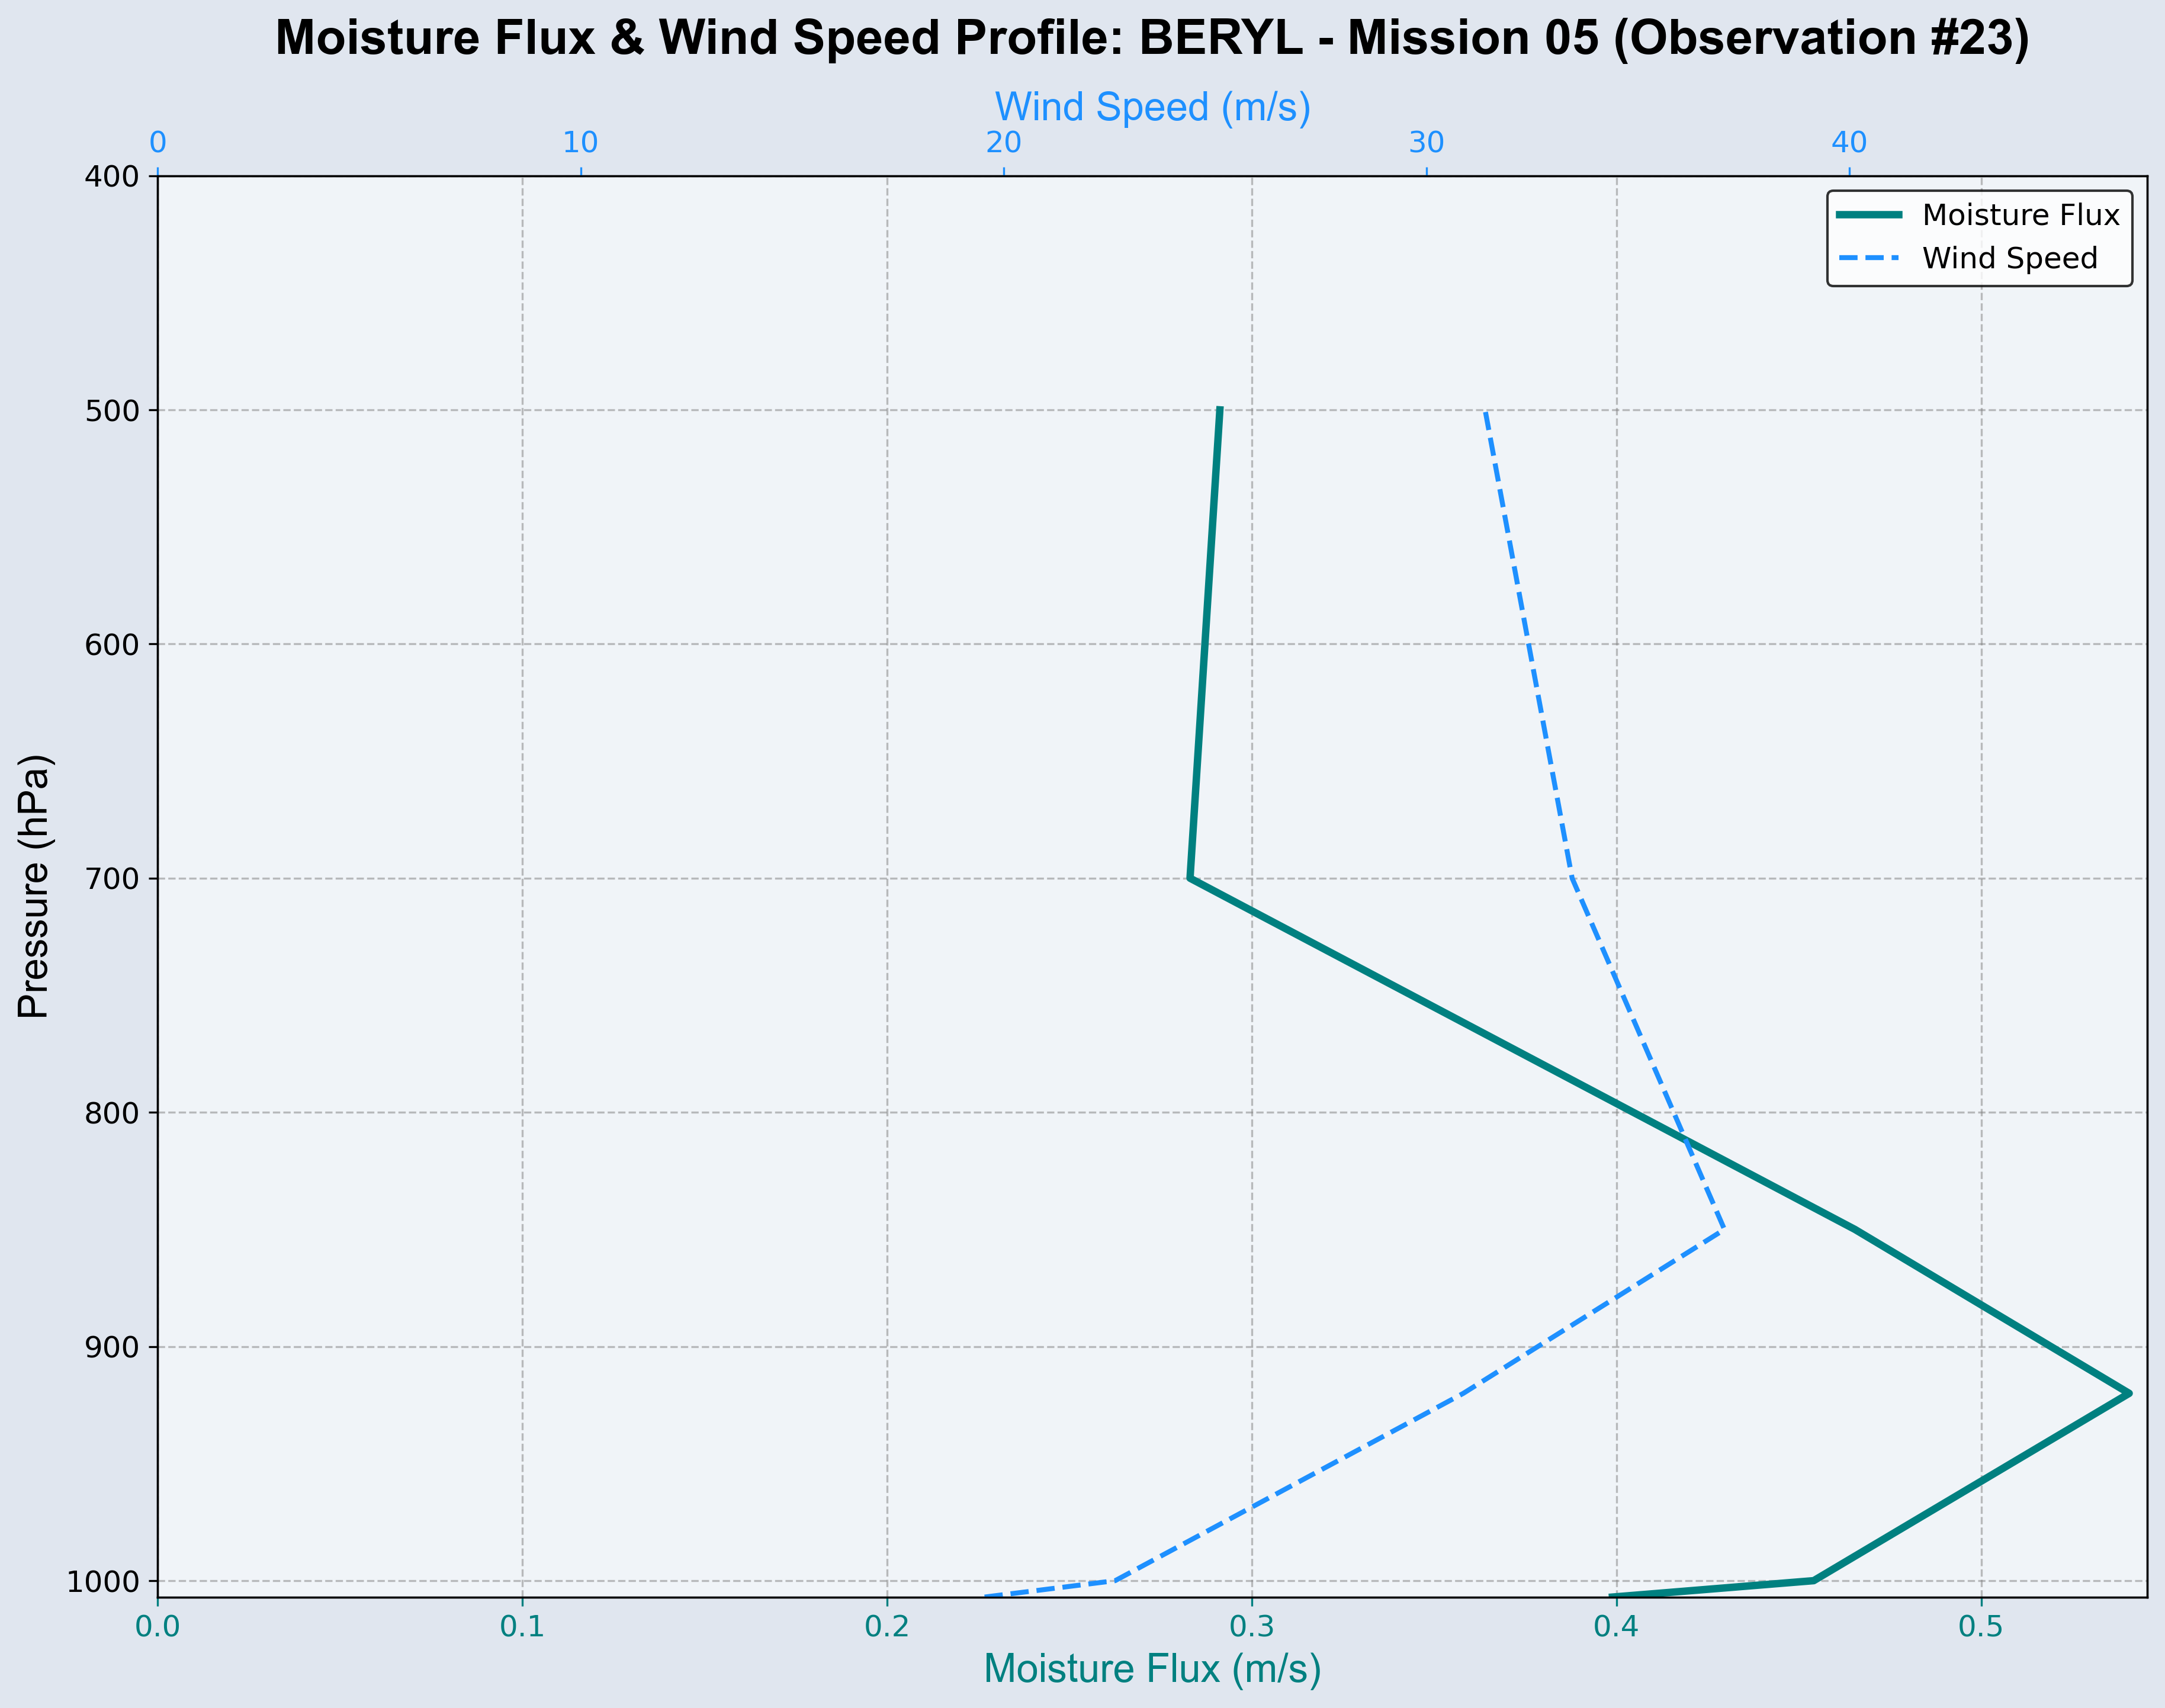 Moisture Flux & Wind Speed Profile: BERYL - Mission 05 (Observation #23)
Wind Speed (m/s)
0 10 20 30 40
Moisture Flux
Wind Speed
400
500
600
700
800
900
1000
Pressure (hPa)
0.0 0.1 0.2 0.3 0.4 0.5
Moisture Flux (m/s)